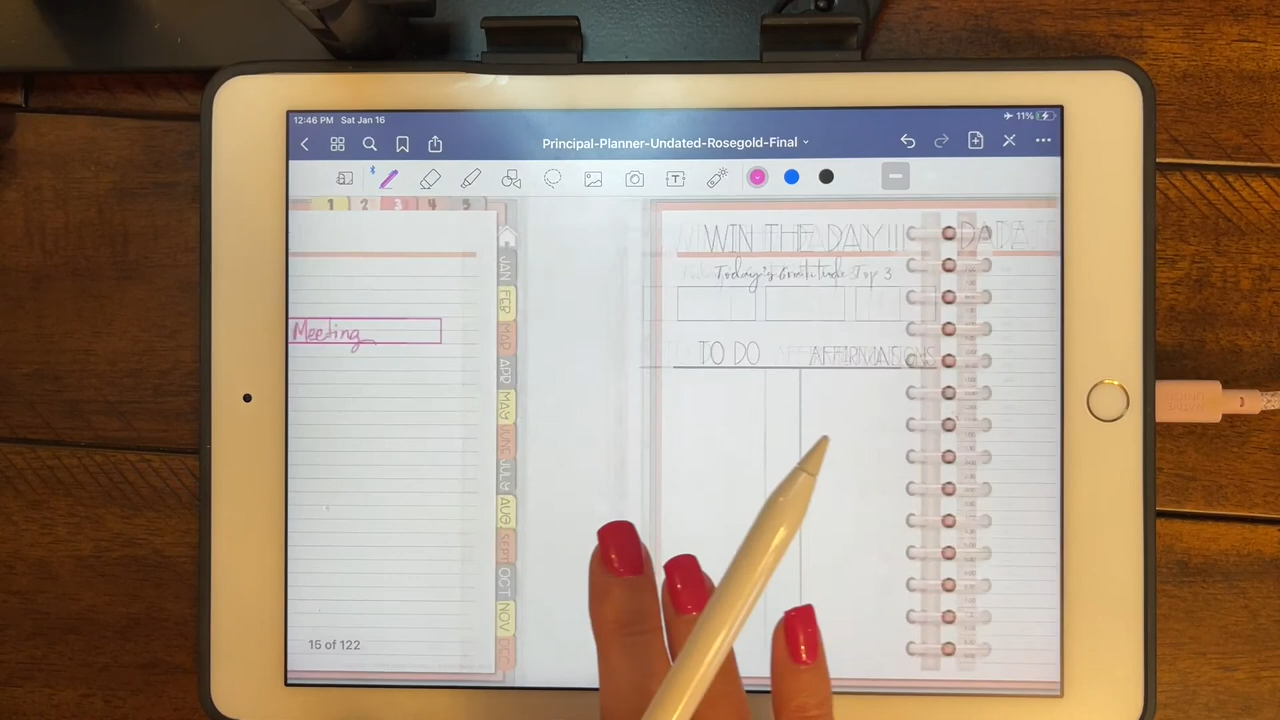 12:46 PM Sat Jan 16
11%
Principal-Planner-Undated-Rosegold-Final
1 2 3 4 5
WIN THE DAY!!!
Today's Gratitude Top 3
Meeting
TO DO
AFFIRMATIONS
JAN
FEB
MAR
APR
MAY
JUNE
JULY
AUG
SEPT
OCT
NOV
DEC
15 of 122